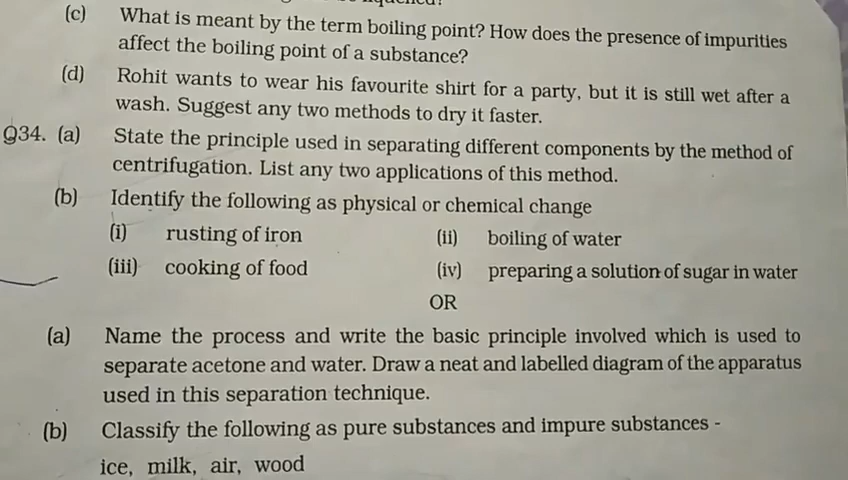 (c) What is meant by the term boiling point? How does the presence of impurities
affect the boiling point of a substance?
(d) Rohit wants to wear his favourite shirt for a party, but it is still wet after a
wash. Suggest any two methods to dry it faster.
Q34. (a) State the principle used in separating different components by the method of
centrifugation. List any two applications of this method.
(b) Identify the following as physical or chemical change
(i) rusting of iron (ii) boiling of water
(iii) cooking of food (iv) preparing a solution of sugar in water
OR
(a) Name the process and write the basic principle involved which is used to
separate acetone and water. Draw a neat and labelled diagram of the apparatus
used in this separation technique.
(b) Classify the following as pure substances and impure substances -
ice, milk, air, wood